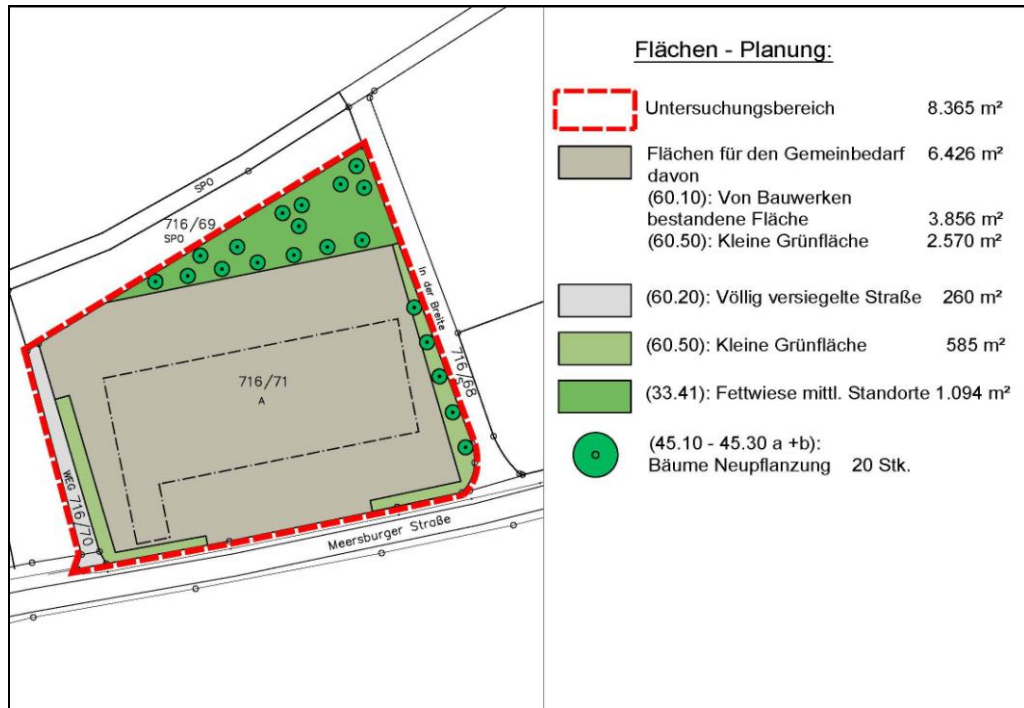 SPO
716/69
SPO
In der Breite
716/68
S
716/71
A
WEG 716/70
Meersburger Straße
Flächen - Planung:
Untersuchungsbereich 8.365 m²
Flächen für den Gemeinbedarf 6.426 m²
davon
(60.10): Von Bauwerken
bestandene Fläche 3.856 m²
(60.50): Kleine Grünfläche 2.570 m²
(60.20): Völlig versiegelte Straße 260 m²
(60.50): Kleine Grünfläche 585 m²
(33.41): Fettwiese mittl. Standorte 1.094 m²
(45.10 - 45.30 a +b):
Bäume Neupflanzung 20 Stk.